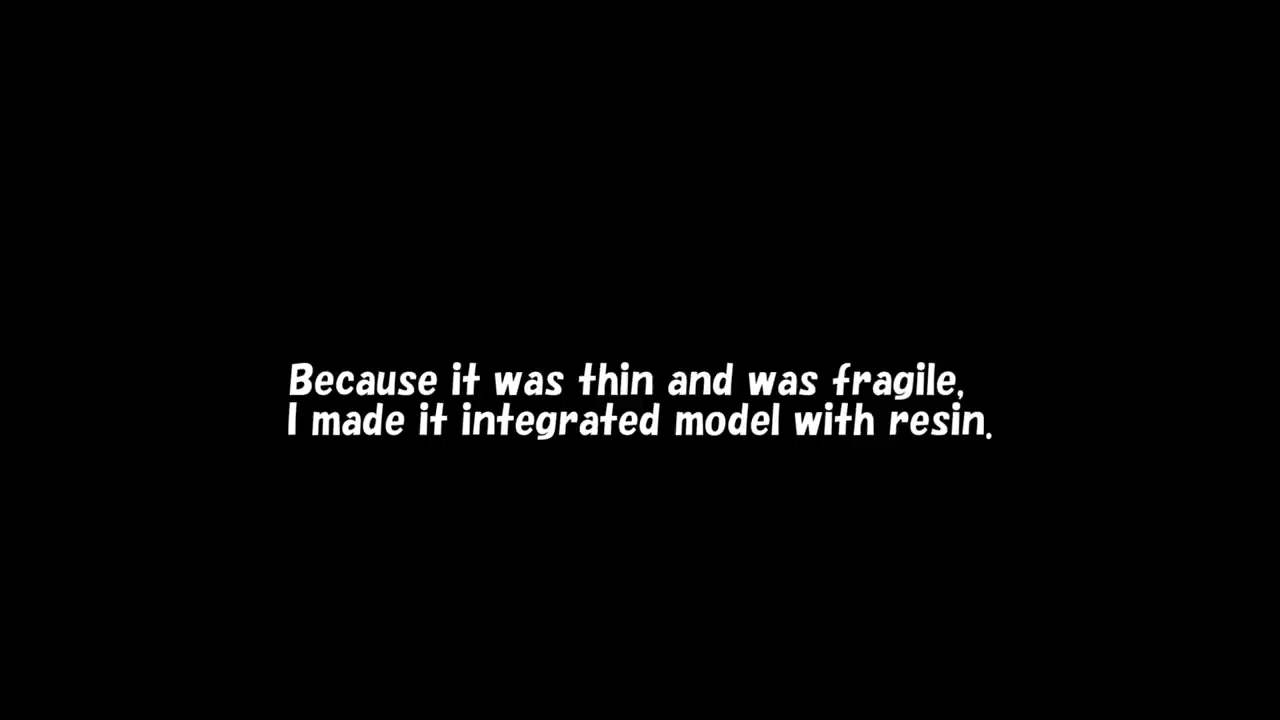 Because it was thin and was fragile,
I made it integrated model with resin.